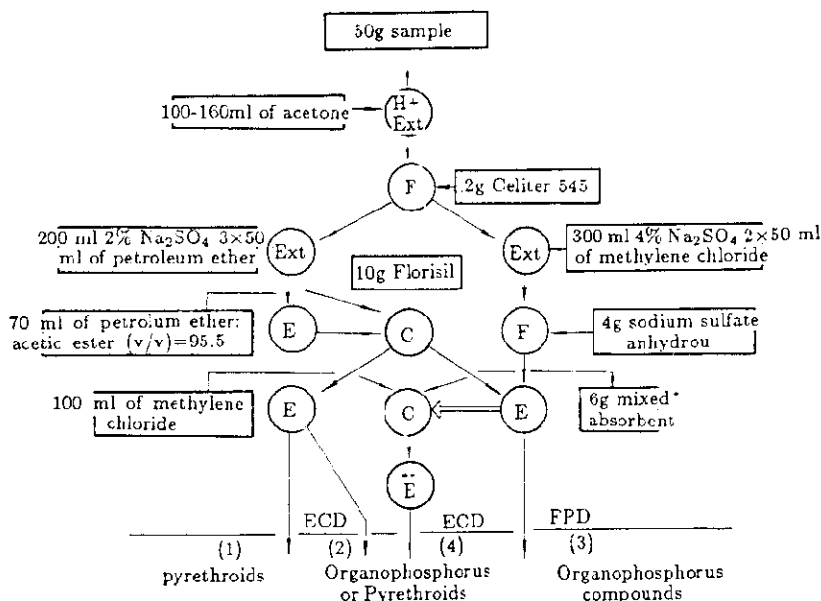 50g sample
100-160ml of acetone
H+
Ext
F
.2g Celiter 545
200 ml 2% Na₂SO₄ 3×50
ml of petroleum ether
Ext
Ext
300 ml 4% Na₂SO₄ 2×50 ml
of methylene chloride
10g Florisil
70 ml of petrolum ether:
acetic ester (v/v)=95.5
E
C
F
4g sodium sulfate
anhydrou
100 ml of methylene
chloride
E
C
E
6g mixed*
absorbent
E
ECD
ECD
FPD
(1)
(2)
(4)
(3)
pyrethroids
Organophosphorus
or Pyrethroids
Organophosphorus
compounds